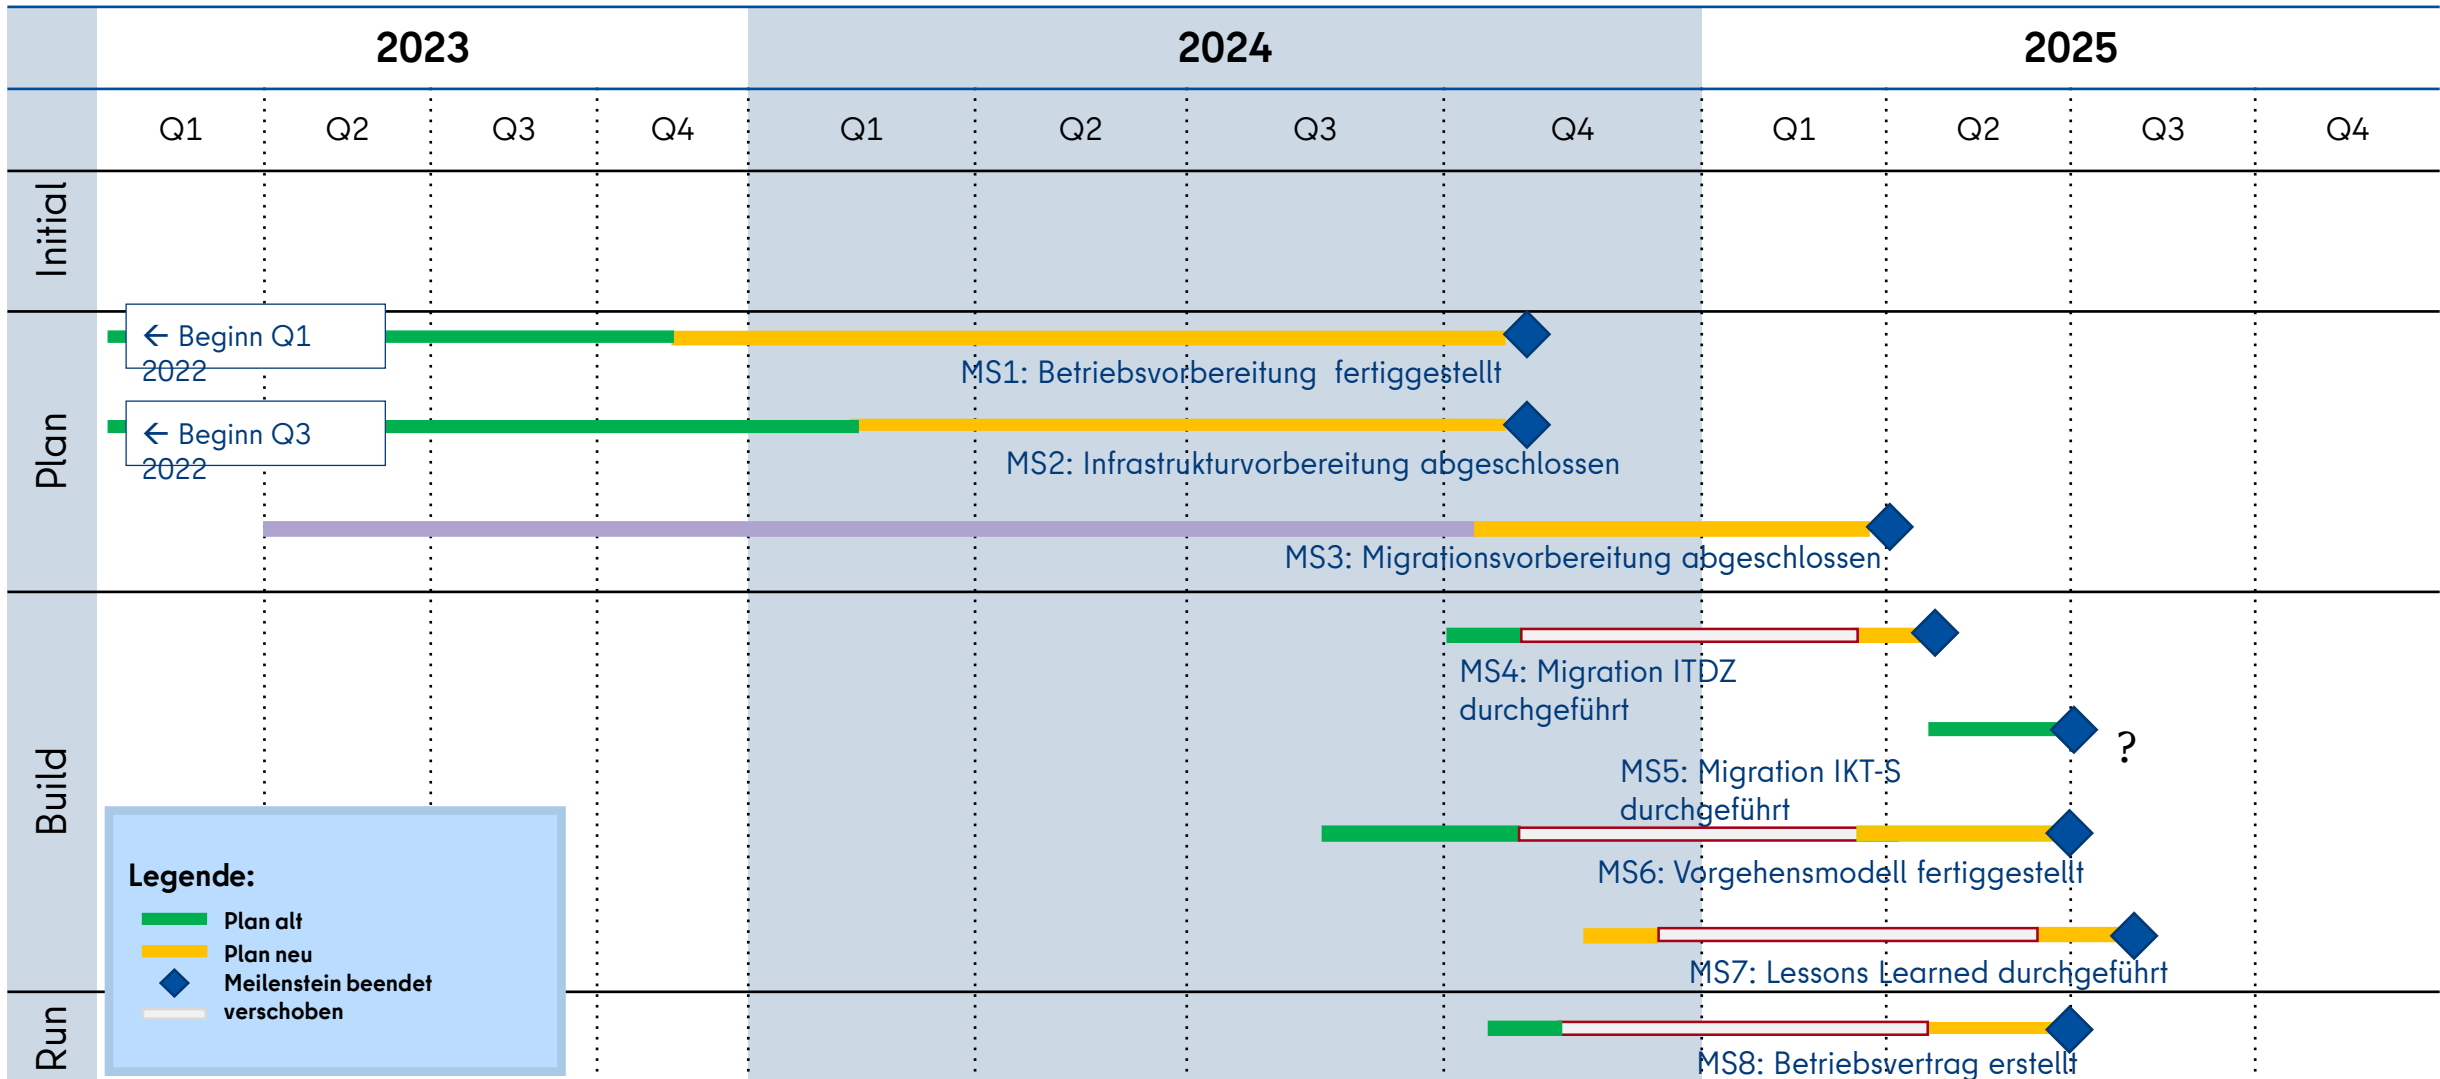 2023 2024 2025
Q1 Q2 Q3 Q4 Q1 Q2 Q3 Q4 Q1 Q2 Q3 Q4
Initial
Plan
← Beginn Q1
2022
MS1: Betriebsvorbereitung  fertiggestellt
← Beginn Q3
2022
MS2: Infrastrukturvorbereitung abgeschlossen
MS3: Migrationsvorbereitung abgeschlossen
Build
MS4: Migration ITDZ
durchgeführt
?
MS5: Migration IKT-S
durchgeführt
MS6: Vorgehensmodell fertiggestellt
MS7: Lessons Learned durchgeführt
Run
MS8: Betriebsvertrag erstellt
Legende:
Plan alt
Plan neu
Meilenstein beendet
verschoben